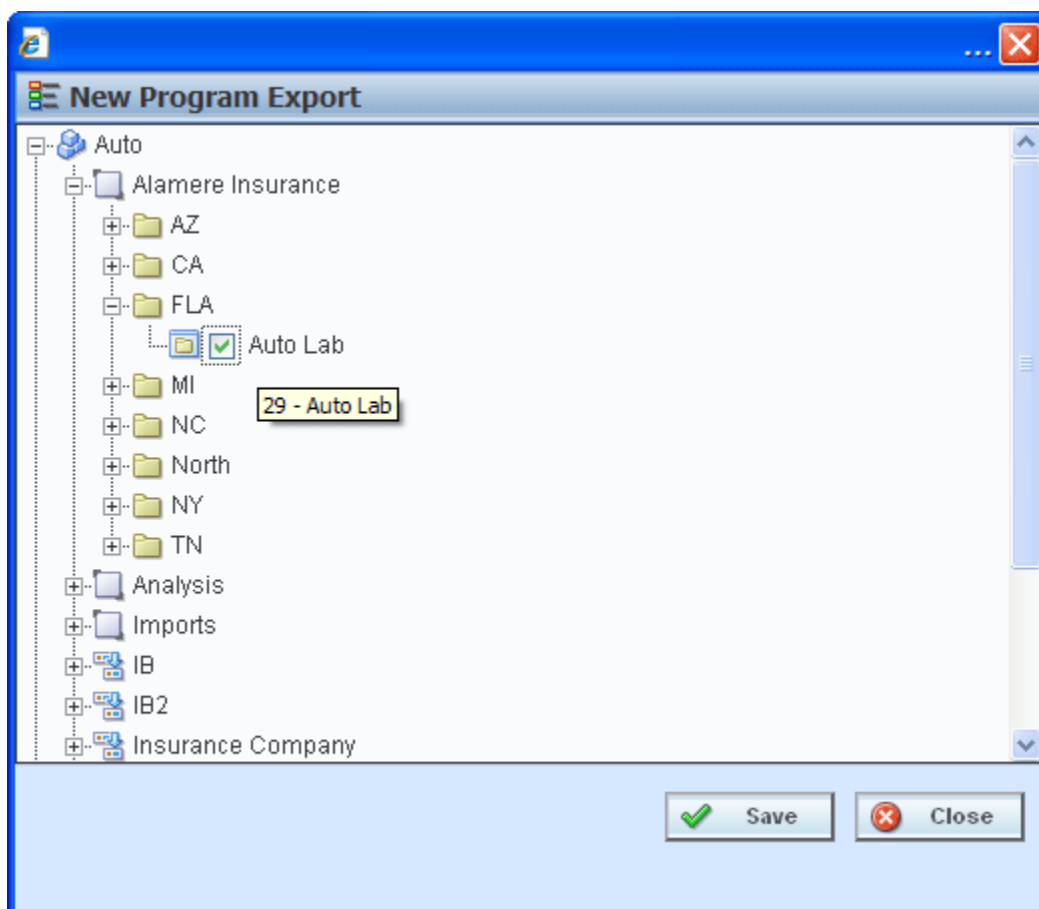 ...
New Program Export
Auto
Alamere Insurance
AZ
CA
FLA
Auto Lab
MI
29 - Auto Lab
NC
North
NY
TN
Analysis
Imports
IB
IB2
Insurance Company
Save
Close